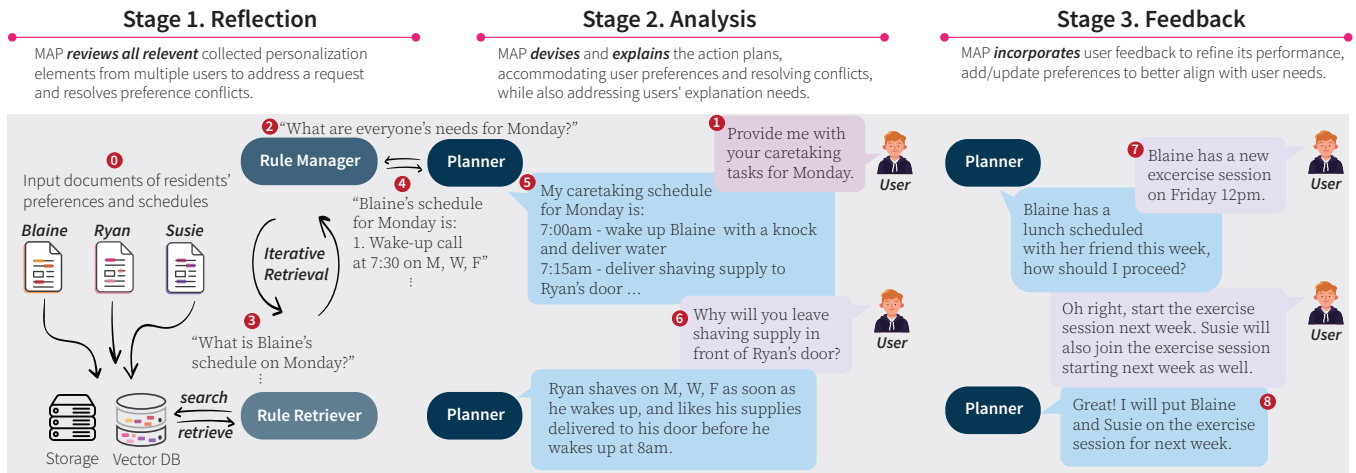 Stage 1. Reflection
MAP reviews all relevent collected personalization
elements from multiple users to address a request
and resolves preference conflicts.
Stage 2. Analysis
MAP devises and explains the action plans,
accommodating user preferences and resolving conflicts,
while also addressing users' explanation needs.
Stage 3. Feedback
MAP incorporates user feedback to refine its performance,
add/update preferences to better align with user needs.
0
Input documents of residents'
preferences and schedules
Blaine
Ryan
Susie
Storage
Vector DB
search
retrieve
2 “What are everyone’s needs for Monday?”
Rule Manager
Planner
4
“Blaine’s schedule
for Monday is:
1. Wake-up call
at 7:30 on M, W, F”
⋮
Iterative
Retrieval
3
“What is Blaine’s
schedule on Monday?”
⋮
Rule Retriever
1
Provide me with
your caretaking
tasks for Monday.
User
5
My caretaking schedule
for Monday is:
7:00am - wake up Blaine with a knock
and deliver water
7:15am - deliver shaving supply to
Ryan’s door ...
6
Why will you leave
shaving supply in
front of Ryan’s door?
User
Planner
Ryan shaves on M, W, F as soon as
he wakes up, and likes his supplies
delivered to his door before he
wakes up at 8am.
Planner
7
Blaine has a new
excercise session
on Friday 12pm.
User
Blaine has a
lunch scheduled
with her friend this week,
how should I proceed?
Oh right, start the exercise
session next week. Susie will
also join the exercise session
starting next week as well.
User
Planner
8
Great! I will put Blaine
and Susie on the exercise
session for next week.